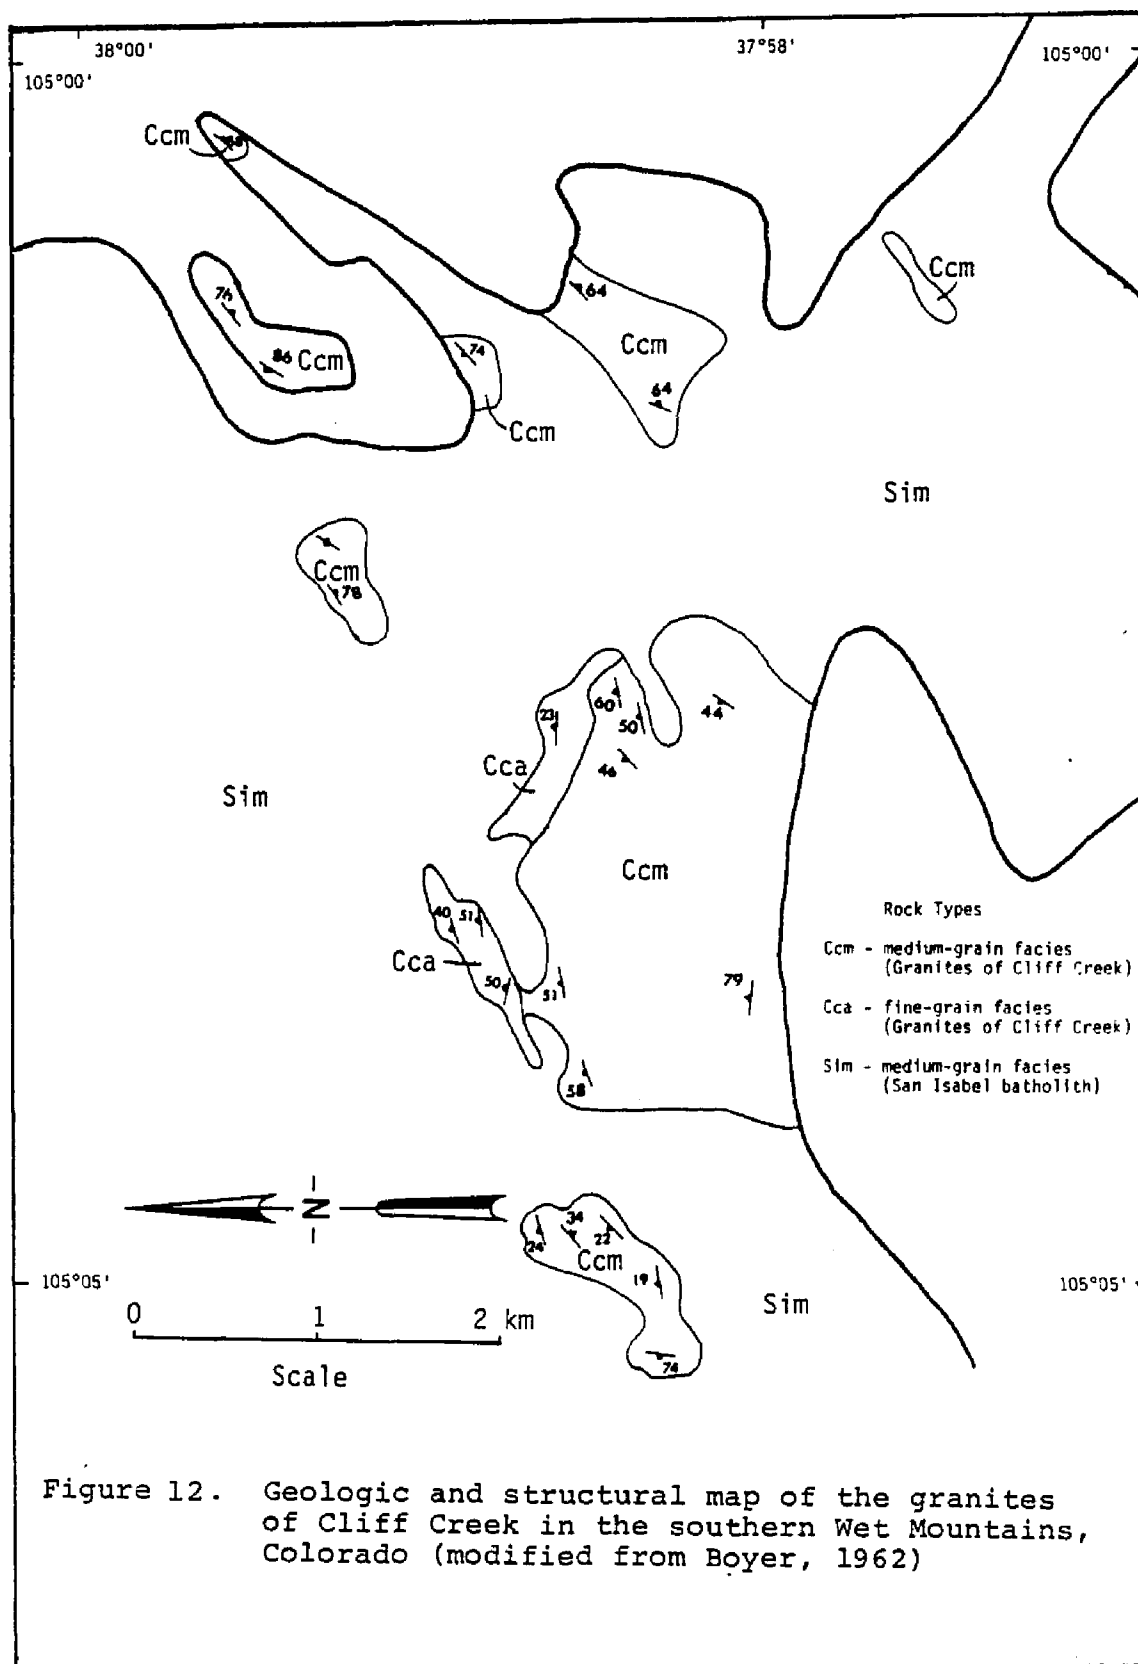 38°00' 37°58'
105°00' 105°00'
Ccm
Ccm
76
64
86 Ccm
74
Ccm
Ccm
64
Sim
Ccm
78
60
23
50
44
46
Cca
Sim
Ccm
40 51
Cca
50
51
79
58
Rock Types
Ccm - medium-grain facies
(Granites of Cliff Creek)
Cca - fine-grain facies
(Granites of Cliff Creek)
Sim - medium-grain facies
(San Isabel batholith)
N
34
24
22
Ccm
19
105°05' 105°05'
Sim
0 1 2 km
74
Scale
Figure 12. Geologic and structural map of the granites
of Cliff Creek in the southern Wet Mountains,
Colorado (modified from Boyer, 1962)